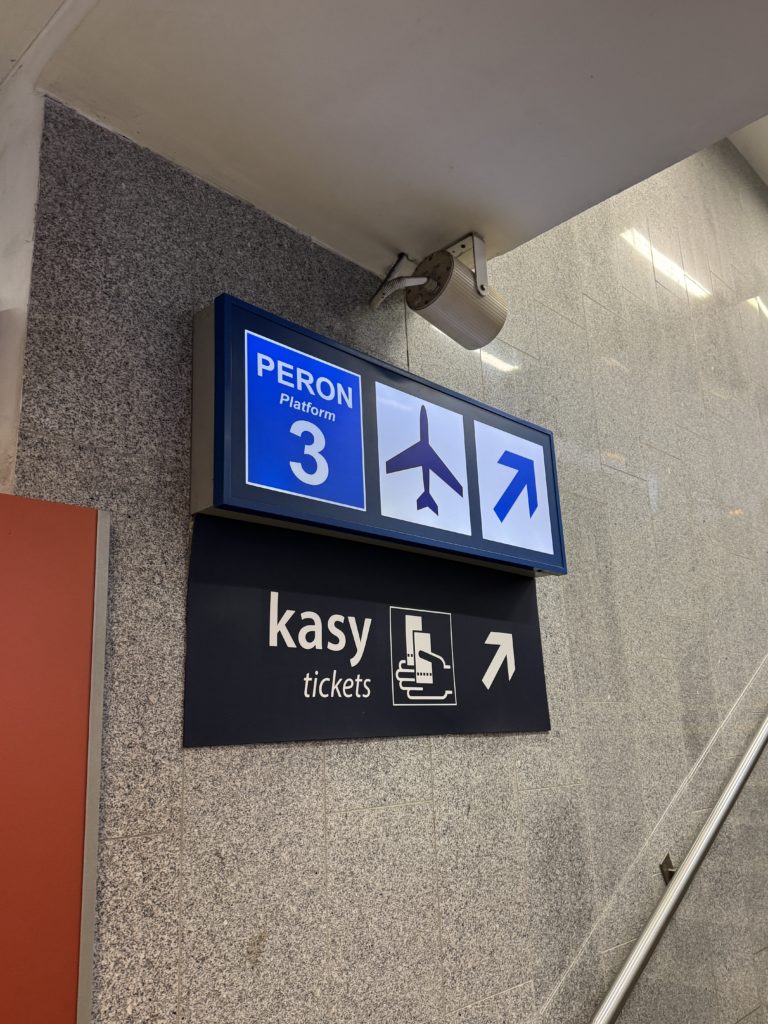 PERON
Platform
3
kasy
tickets